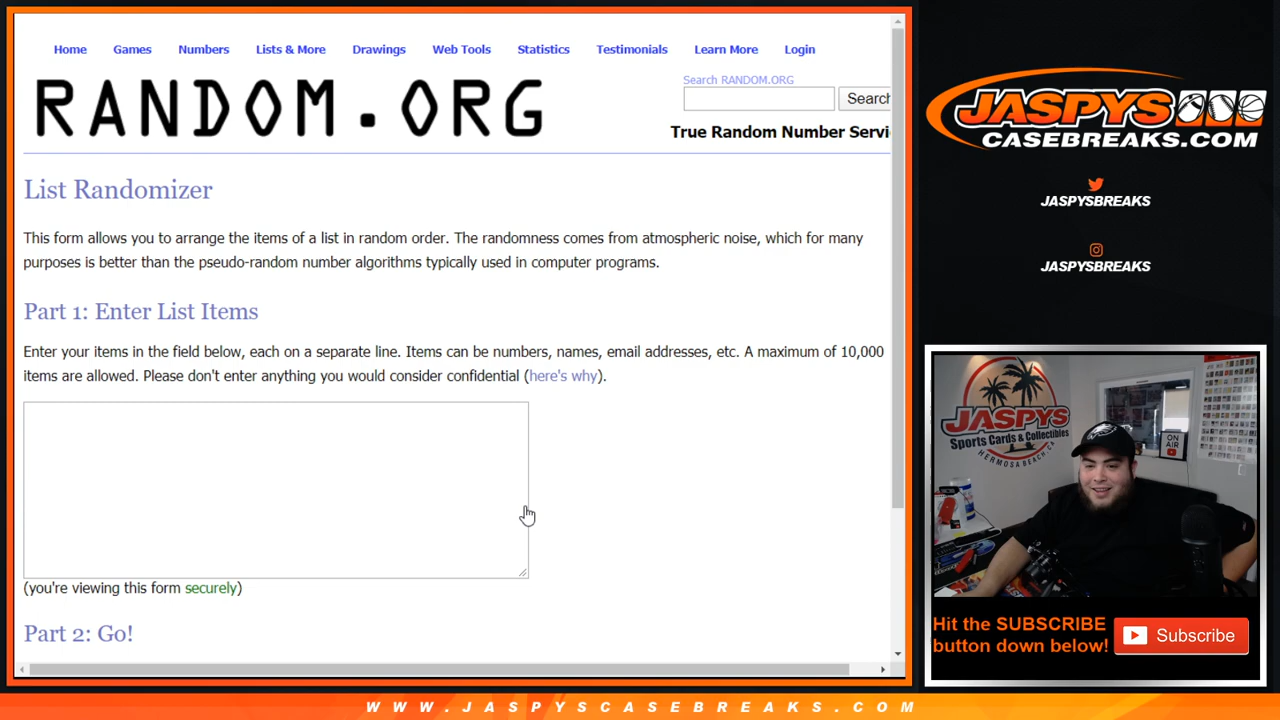 Home Games Numbers Lists & More Drawings Web Tools Statistics Testimonials Learn More Login
RANDOM.ORG
Search RANDOM.ORG
Search
True Random Number Servi
List Randomizer
This form allows you to arrange the items of a list in random order. The randomness comes from atmospheric noise, which for many
purposes is better than the pseudo-random number algorithms typically used in computer programs.
Part 1: Enter List Items
Enter your items in the field below, each on a separate line. Items can be numbers, names, email addresses, etc. A maximum of 10,000
items are allowed. Please don't enter anything you would consider confidential (here's why).
(you're viewing this form securely)
Part 2: Go!
JASPYS
CASEBREAKS.COM
JASPYSBREAKS
JASPYSBREAKS
JASPYS
Sports Cards & Collectibles
HERMOSA BEACH, CA
ON
AIR
Hit the SUBSCRIBE
button down below!
Subscribe
WWW.JASPYSCASEBREAKS.COM